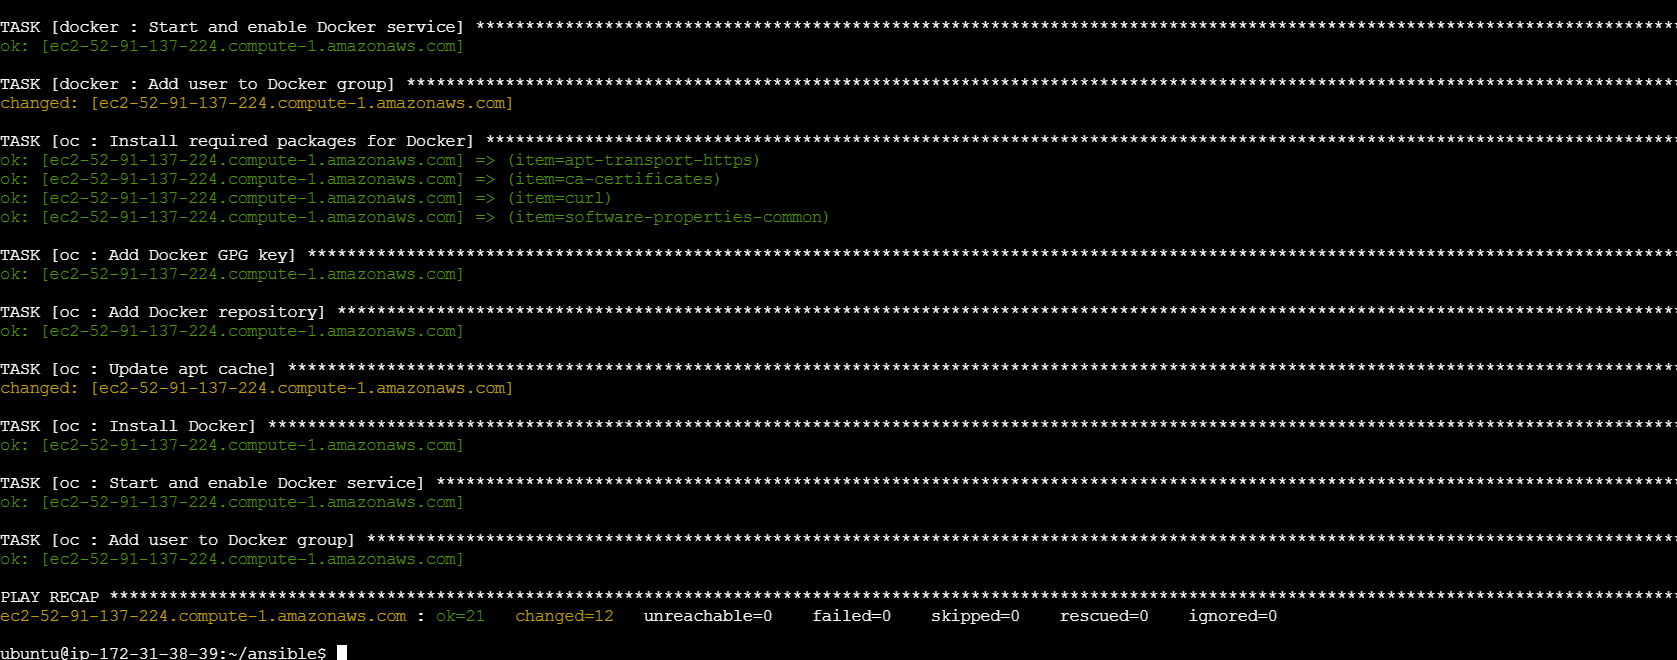 TASK [docker : Start and enable Docker service] ****************************************************************************************************************************
ok: [ec2-52-91-137-224.compute-1.amazonaws.com]
TASK [docker : Add user to Docker group] ***********************************************************************************************************************************
changed: [ec2-52-91-137-224.compute-1.amazonaws.com]
TASK [oc : Install required packages for Docker] ***************************************************************************************************************************
ok: [ec2-52-91-137-224.compute-1.amazonaws.com] => (item=apt-transport-https)
ok: [ec2-52-91-137-224.compute-1.amazonaws.com] => (item=ca-certificates)
ok: [ec2-52-91-137-224.compute-1.amazonaws.com] => (item=curl)
ok: [ec2-52-91-137-224.compute-1.amazonaws.com] => (item=software-properties-common)
TASK [oc : Add Docker GPG key] *********************************************************************************************************************************************
ok: [ec2-52-91-137-224.compute-1.amazonaws.com]
TASK [oc : Add Docker repository] ******************************************************************************************************************************************
ok: [ec2-52-91-137-224.compute-1.amazonaws.com]
TASK [oc : Update apt cache] ***********************************************************************************************************************************************
changed: [ec2-52-91-137-224.compute-1.amazonaws.com]
TASK [oc : Install Docker] *************************************************************************************************************************************************
ok: [ec2-52-91-137-224.compute-1.amazonaws.com]
TASK [oc : Start and enable Docker service] ********************************************************************************************************************************
ok: [ec2-52-91-137-224.compute-1.amazonaws.com]
TASK [oc : Add user to Docker group] ***************************************************************************************************************************************
ok: [ec2-52-91-137-224.compute-1.amazonaws.com]
PLAY RECAP *****************************************************************************************************************************************************************
ec2-52-91-137-224.compute-1.amazonaws.com : ok=21 changed=12 unreachable=0 failed=0 skipped=0 rescued=0 ignored=0
ubuntu@ip-172-31-38-39:~/ansible$